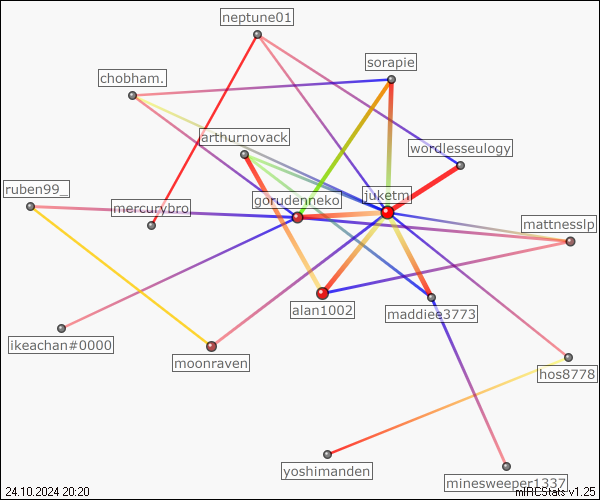 neptune01
sorapie
chobham.
arthurnovack
wordlesseulogy
ruben99_
gorudenneko
juketm
mercurybro
mattnesslp
alan1002
maddiee3773
ikeachan#0000
moonraven
hos8778
yoshimanden
minesweeper1337
24.10.2024 20:20
mIRCStats v1.25